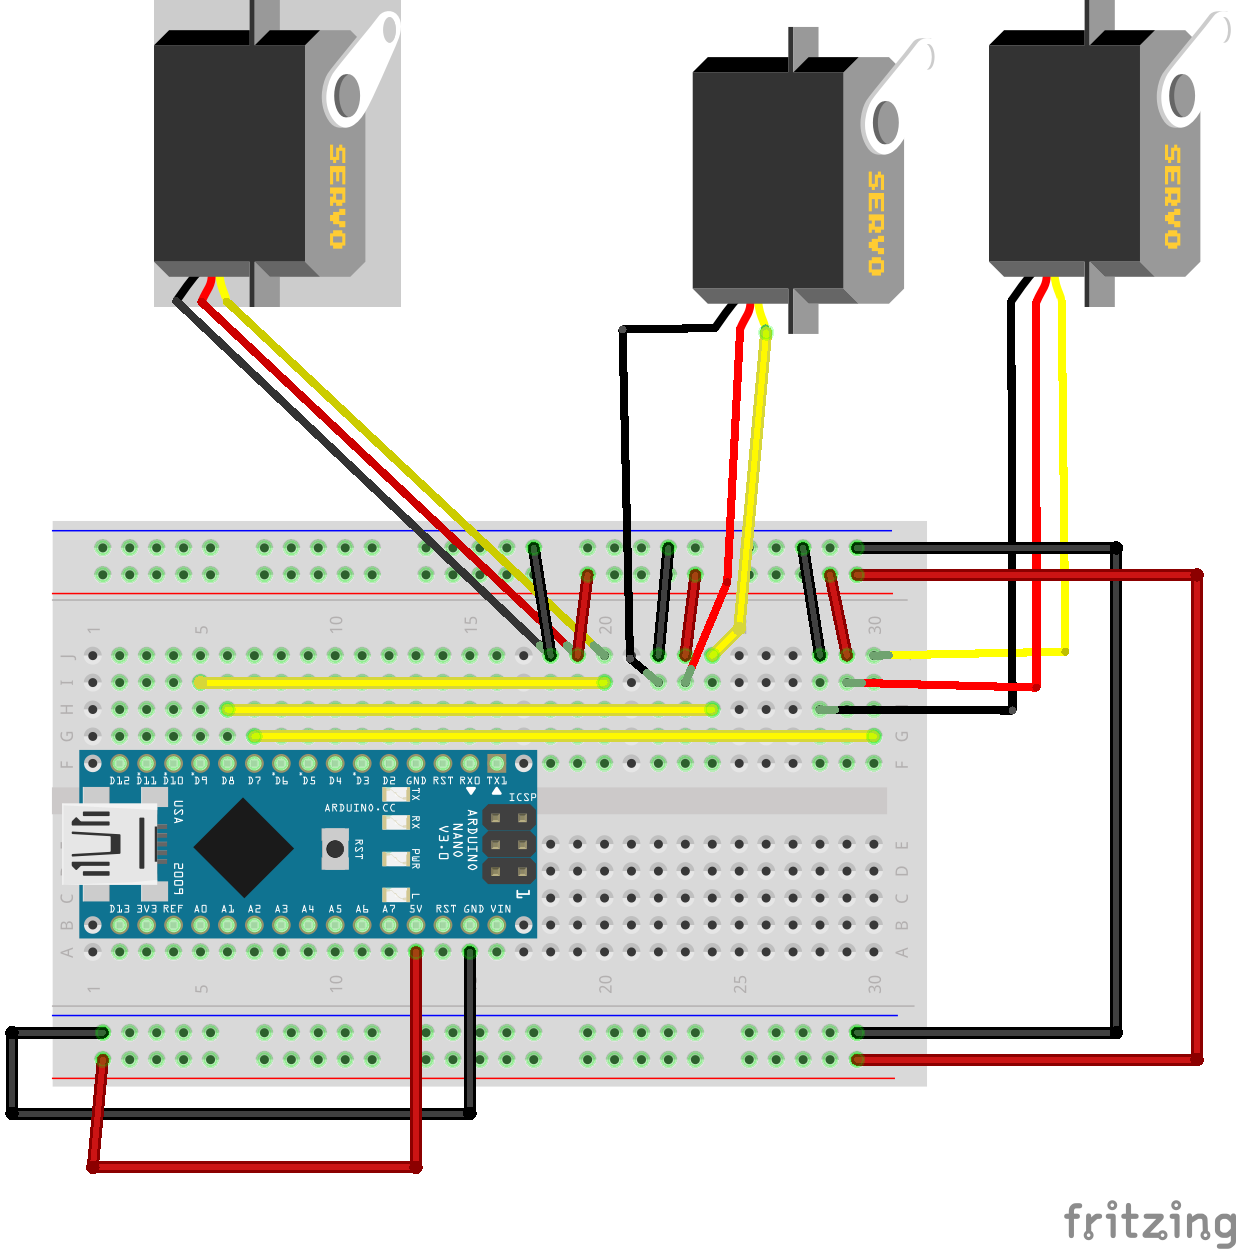 SERVO
SERVO
SERVO
1 5 10 15 20 30
J
I
H
G G
F F
D12 D11 D10 D9 D8 D7 D6 D5 D4 D3 D2 GND RST RX0 TX1
USA
2009
ARDUINO.CC
RST
TX
RX
PWR
L
ARDUINO
NANO
V3.0
ICSP
1
E
D
C C
B B
A A
D13 3V3 REF A0 A1 A2 A3 A4 A5 A6 A7 5V RST GND VIN
1 5 10 20 25 30
fritzing